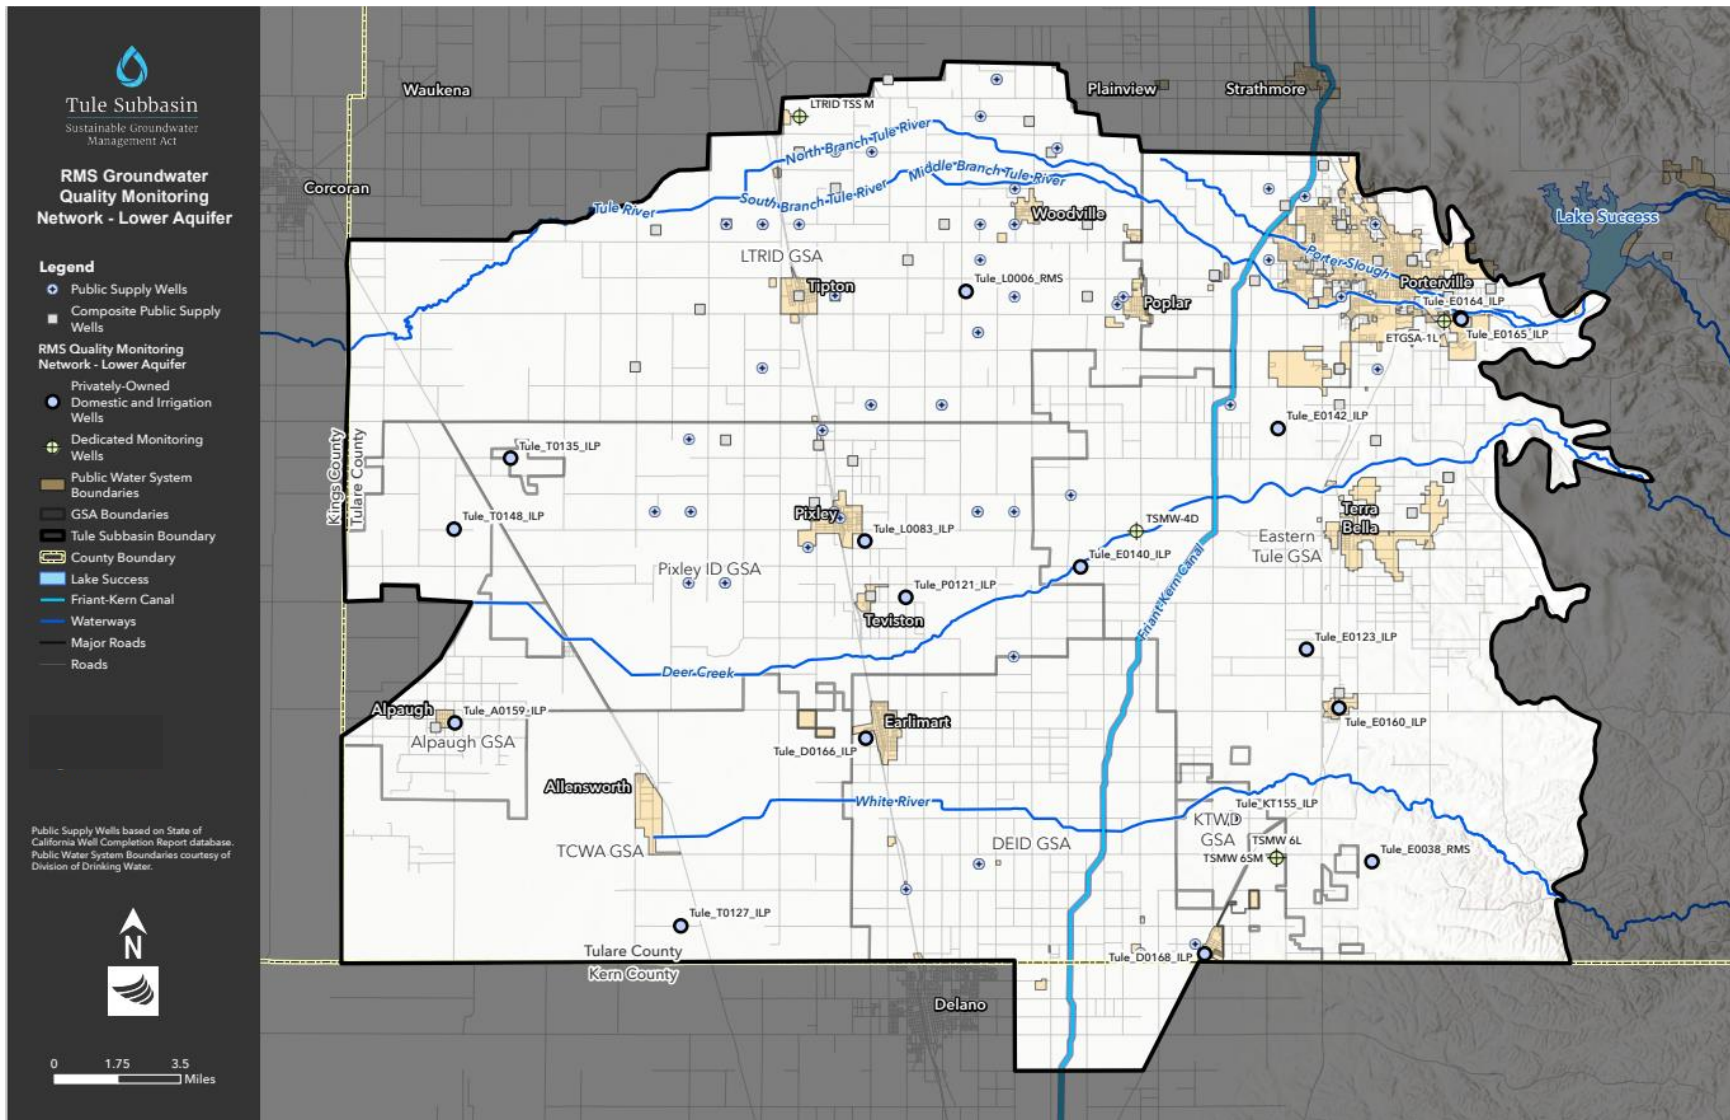 Tule Subbasin
Sustainable Groundwater
Management Act
RMS Groundwater
Quality Monitoring
Network - Lower Aquifer
Legend
Public Supply Wells
Composite Public Supply
Wells
RMS Quality Monitoring
Network - Lower Aquifer
Privately-Owned
Domestic and Irrigation
Wells
Dedicated Monitoring
Wells
Public Water System
Boundaries
GSA Boundaries
Tule Subbasin Boundary
County Boundary
Lake Success
Friant-Kern Canal
Waterways
Major Roads
Roads
Public Supply Wells based on State of
California Well Completion Report database.
Public Water System Boundaries courtesy of
Division of Drinking Water.
N
0 1.75 3.5
Miles
Waukena
Plainview
Strathmore
LTRID TSS M
North Branch Tule River
Corcoran
Middle Branch Tule River
South Branch Tule River
Tule River
Woodville
Lake Success
LTRID GSA
Porter Slough
Tule_L0006_RMS
Tipton
Porterville
Poplar
Tule_E0164_ILP
ETGSA-1L
Tule_E0165_ILP
Tule_E0142_ILP
Kings County
Tulare County
Tule_T0135_ILP
Tule_T0148_ILP
Pixley
Tule_L0083_ILP
TSMW-4D
Terra
Bella
Eastern
Tule GSA
Tule_E0140_ILP
Pixley ID GSA
Tule_P0121_ILP
Teviston
Friant-Kern Canal
Tule_E0123_ILP
Deer Creek
Alpaugh
Tule_A0159_ILP
Alpaugh GSA
Earlimart
Tule_E0160_ILP
Tule_D0166_ILP
Allensworth
White River
Tule_KT155_ILP
KTWD
GSA
DEID GSA
TCWA GSA
TSMW 6L
TSMW 6SM
Tule_E0038_RMS
Tule_T0127_ILP
Tulare County
Kern County
Tule_D0168_ILP
Delano